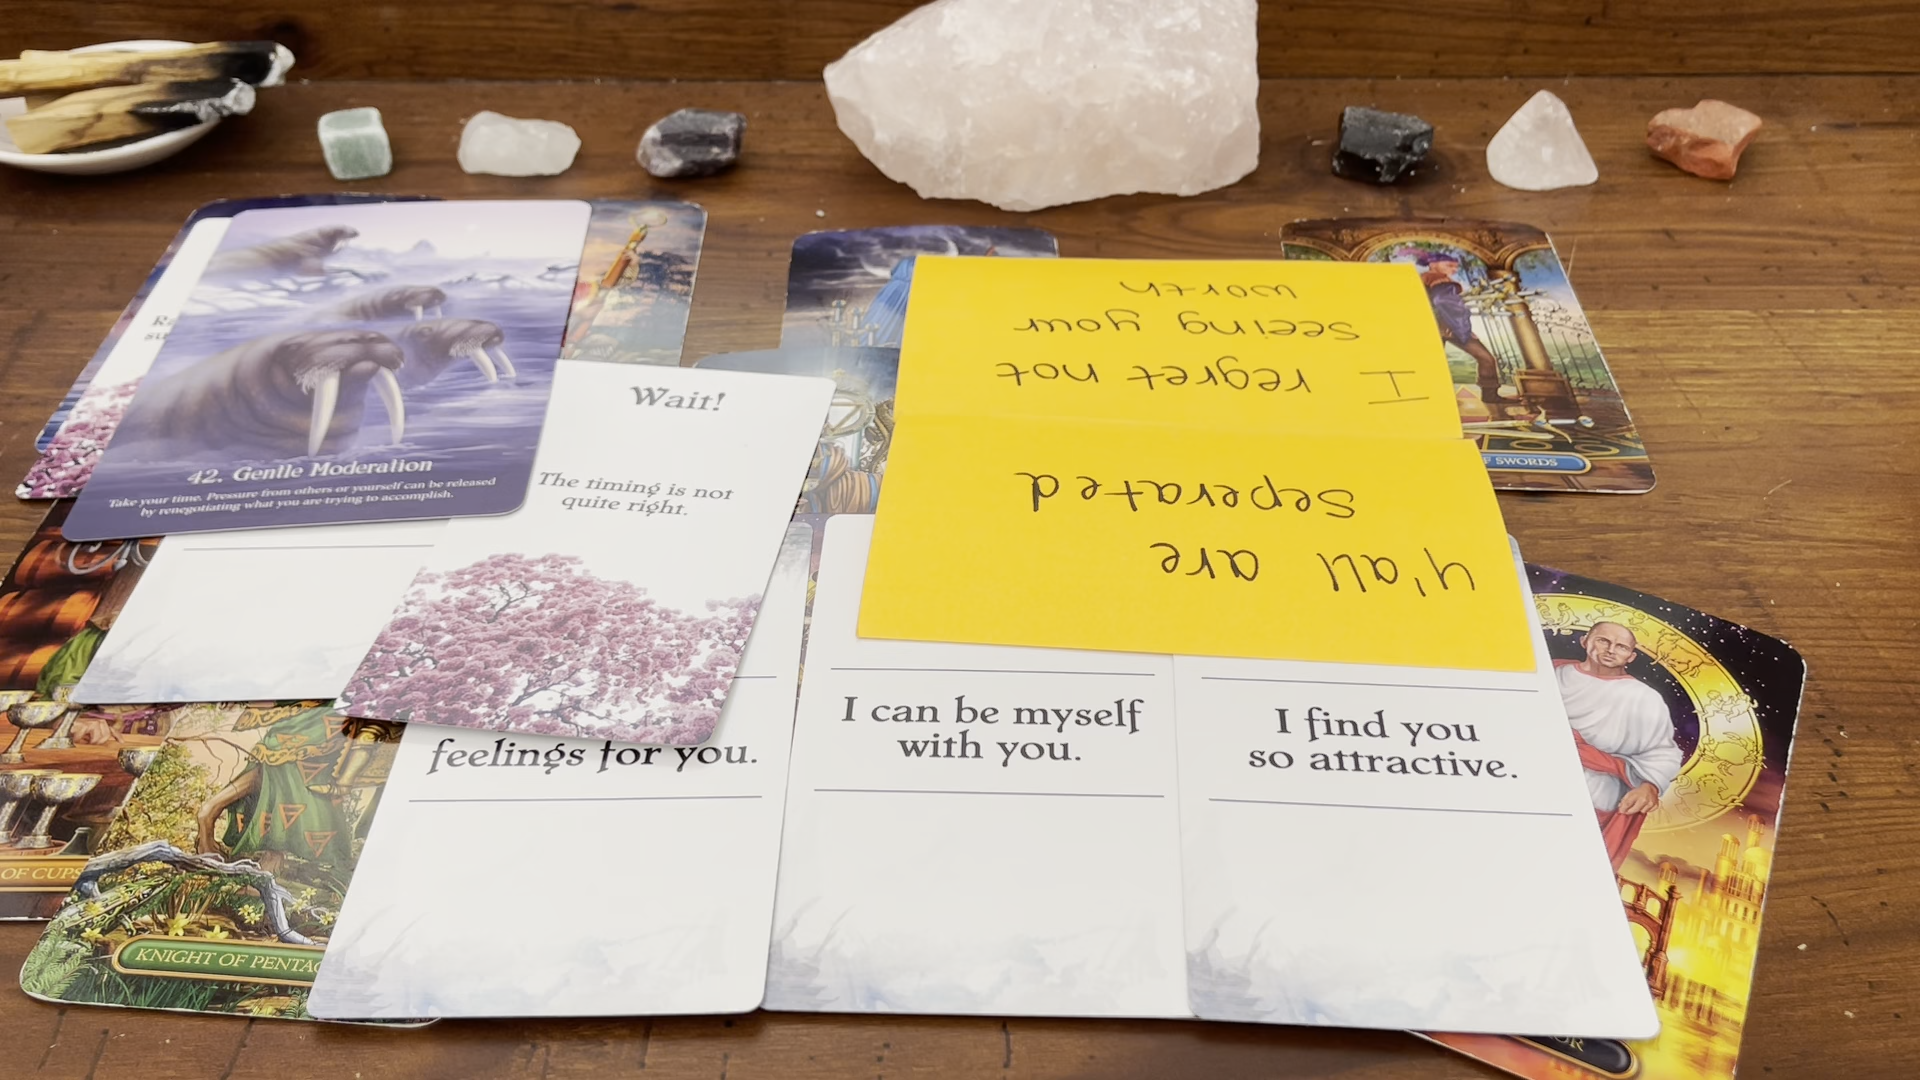 Wait!
The timing is not
quite right.
42. Gentle Moderation
Take your time. Pressure from others or yourself can be released
by renegotiating what you are trying to accomplish.
I regret not
seeing your
worth
y'all are
seperated
feelings for you.
I can be myself
with you.
I find you
so attractive.
OF CUPS
KNIGHT OF PENTAC
OF SWORDS